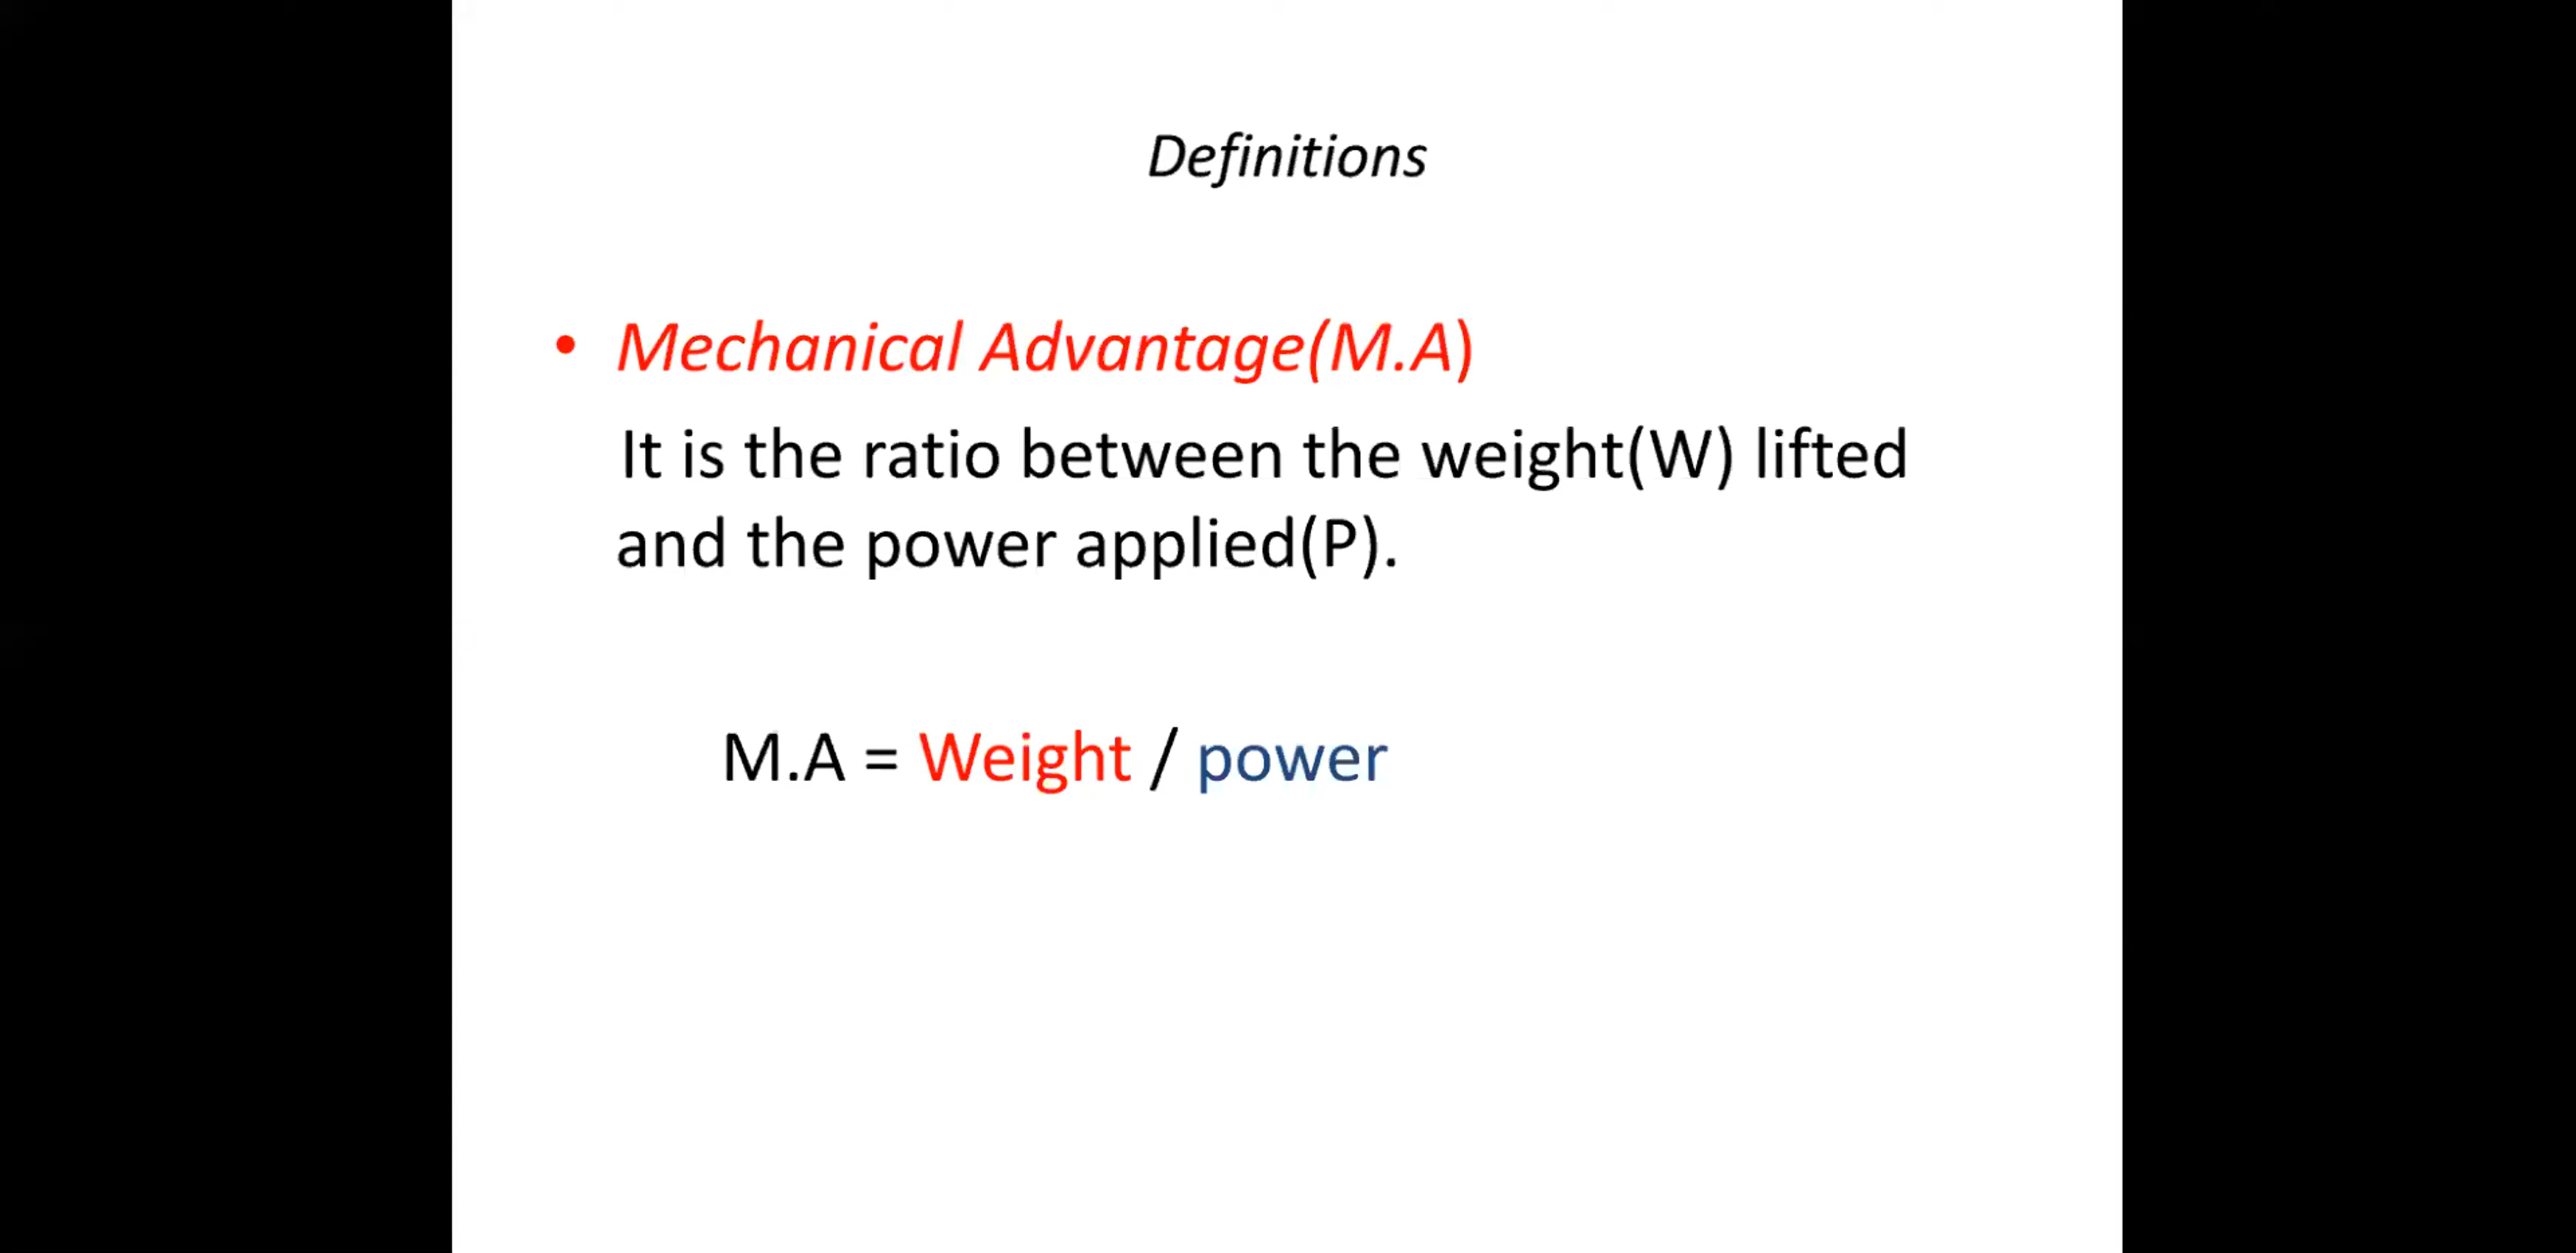 Definitions
• Mechanical Advantage(M.A)
It is the ratio between the weight(W) lifted
and the power applied(P).
M.A = Weight / power